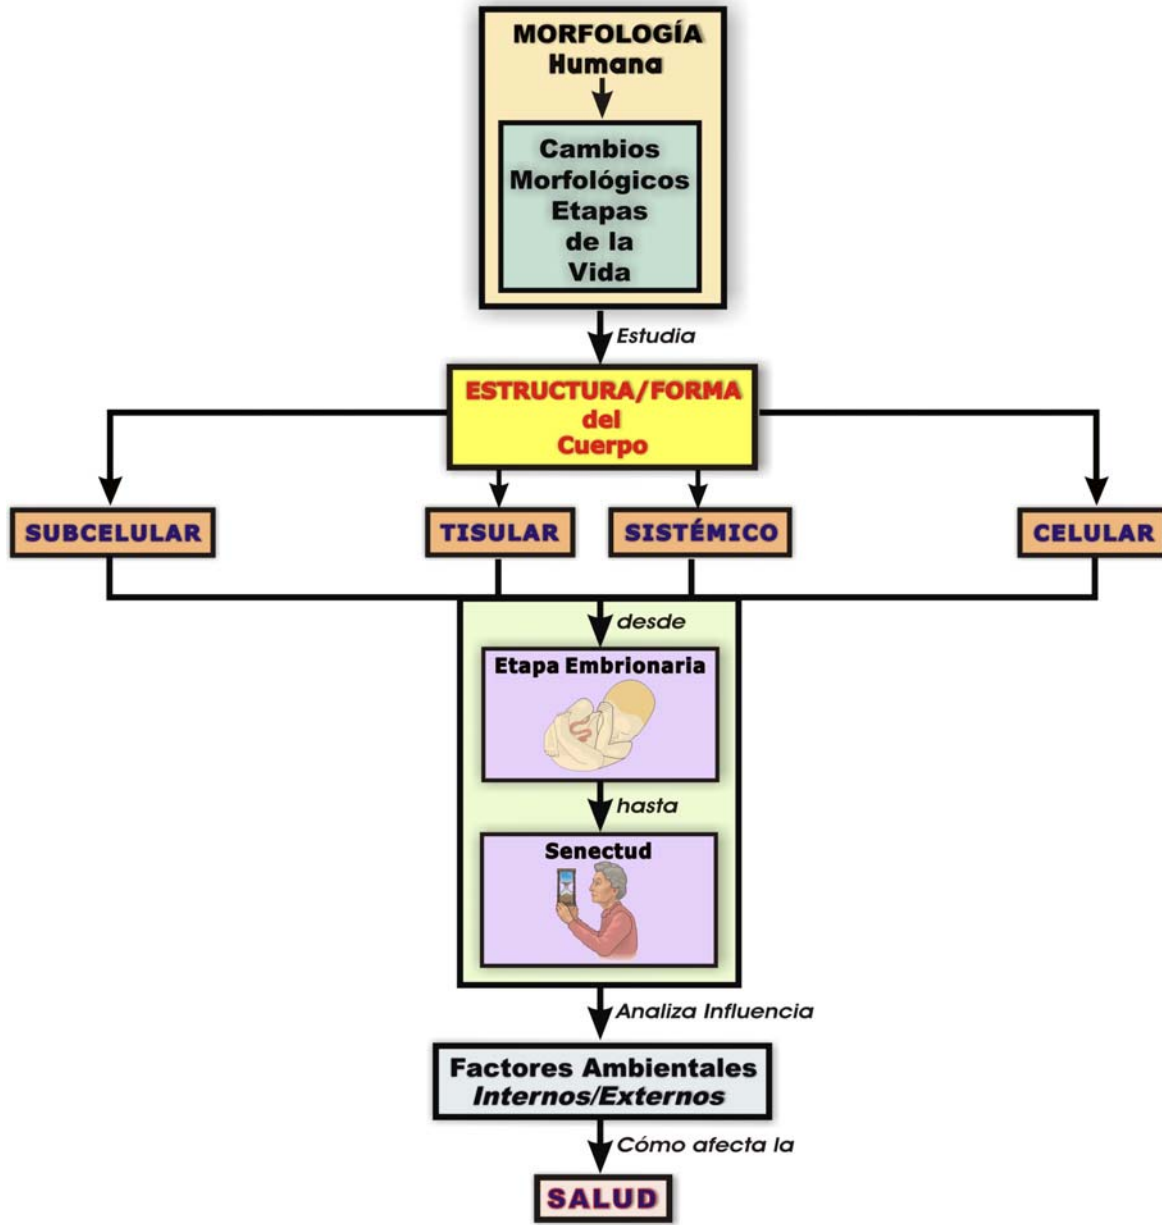 MORFOLOGÍA
Humana
Cambios
Morfológicos
Etapas
de la
Vida
Estudia
ESTRUCTURA/FORMA
del
Cuerpo
SUBCELULAR
TISULAR
SISTÉMICO
CELULAR
desde
Etapa Embrionaria
hasta
Senectud
Analiza Influencia
Factores Ambientales
Internos/Externos
Cómo afecta la
SALUD